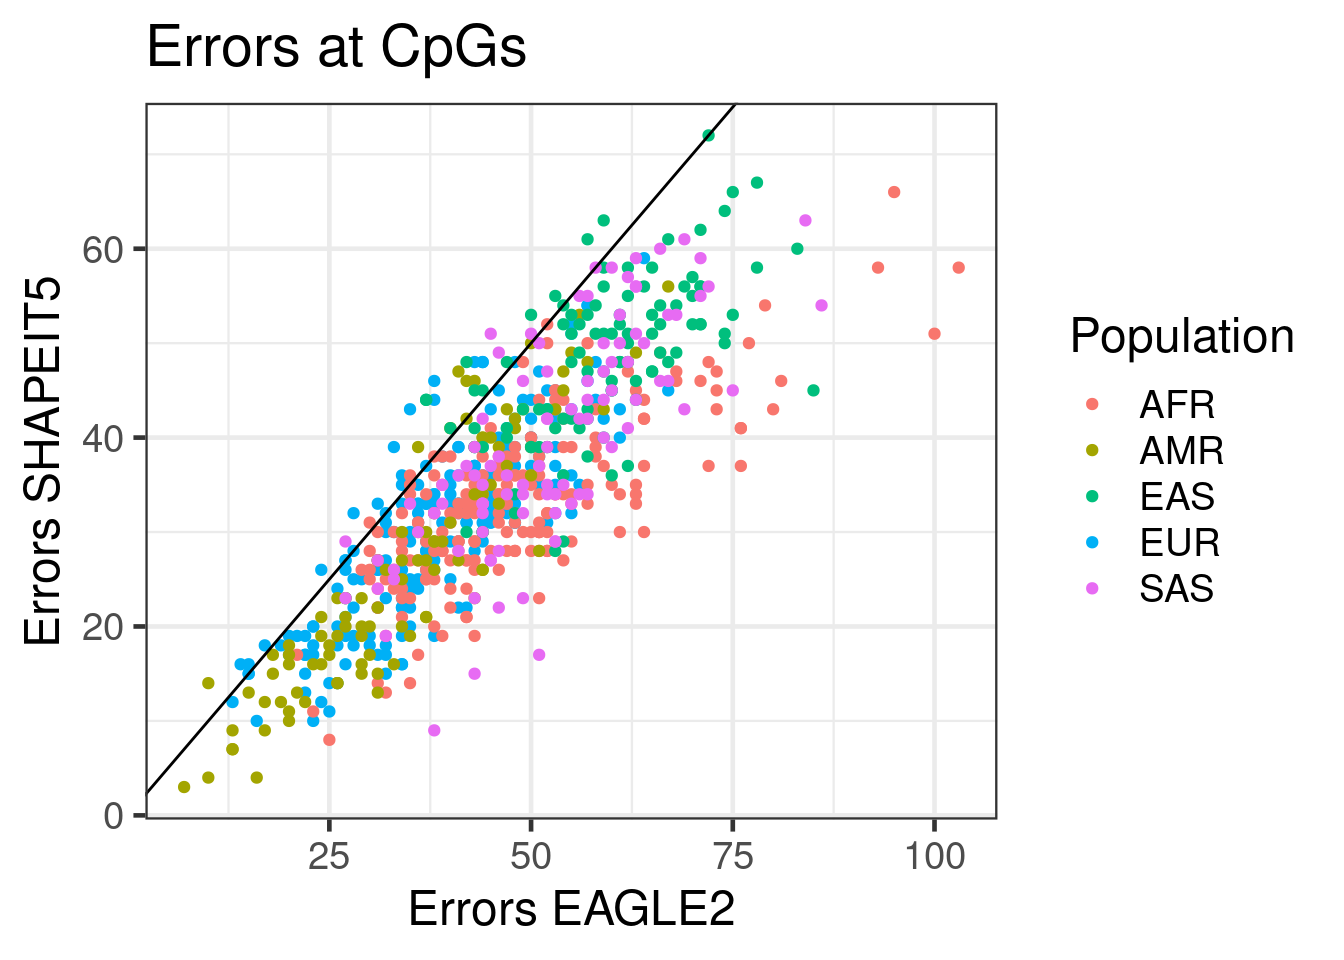 Errors at CpGs
Errors SHAPEIT5
60
40
20
0
25 50 75 100
Errors EAGLE2
Population
AFR
AMR
EAS
EUR
SAS